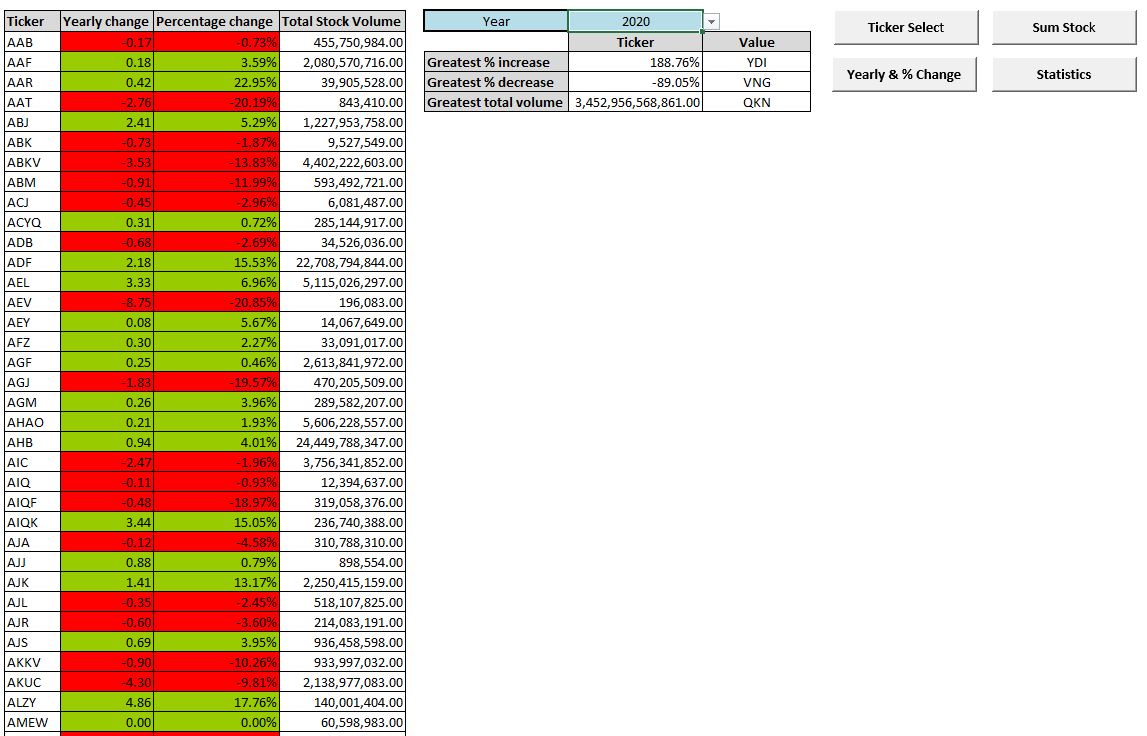 Ticker Yearly change Percentage change Total Stock Volume
AAB -0.17 -0.73% 455,750,984.00
AAF 0.18 3.59% 2,080,570,716.00
AAR 0.42 22.95% 39,905,528.00
AAT -2.76 -20.19% 843,410.00
ABJ 2.41 5.29% 1,227,953,758.00
ABK -0.73 -1.87% 9,527,549.00
ABKV -3.53 -13.83% 4,402,222,603.00
ABM -0.91 -11.99% 593,492,721.00
ACJ -0.45 -2.96% 6,081,487.00
ACYQ 0.31 0.72% 285,144,917.00
ADB -0.68 -2.69% 34,526,036.00
ADF 2.18 15.53% 22,708,794,844.00
AEL 3.33 6.96% 5,115,026,297.00
AEV -8.75 -20.85% 196,083.00
AEY 0.08 5.67% 14,067,649.00
AFZ 0.30 2.27% 33,091,017.00
AGF 0.25 0.46% 2,613,841,972.00
AGJ -1.83 -19.57% 470,205,509.00
AGM 0.26 3.96% 289,582,207.00
AHAO 0.21 1.93% 5,606,228,557.00
AHB 0.94 4.01% 24,449,788,347.00
AIC -2.47 -1.96% 3,756,341,852.00
AIQ -0.11 -0.93% 12,394,637.00
AIQF -0.48 -18.97% 319,058,376.00
AIQK 3.44 15.05% 236,740,388.00
AJA -0.12 -4.58% 310,788,310.00
AJJ 0.88 0.79% 898,554.00
AJK 1.41 13.17% 2,250,415,159.00
AJL -0.35 -2.45% 518,107,825.00
AJR -0.60 -3.60% 214,083,191.00
AJS 0.69 3.95% 936,458,598.00
AKKV -0.90 -10.26% 933,997,032.00
AKUC -4.30 -9.81% 2,138,977,083.00
ALZY 4.86 17.76% 140,001,404.00
AMEW 0.00 0.00% 60,598,983.00
Year 2020
Ticker Value
Greatest % increase 188.76% YDI
Greatest % decrease -89.05% VNG
Greatest total volume 3,452,956,568,861.00 QKN
Ticker Select Sum Stock
Yearly & % Change Statistics